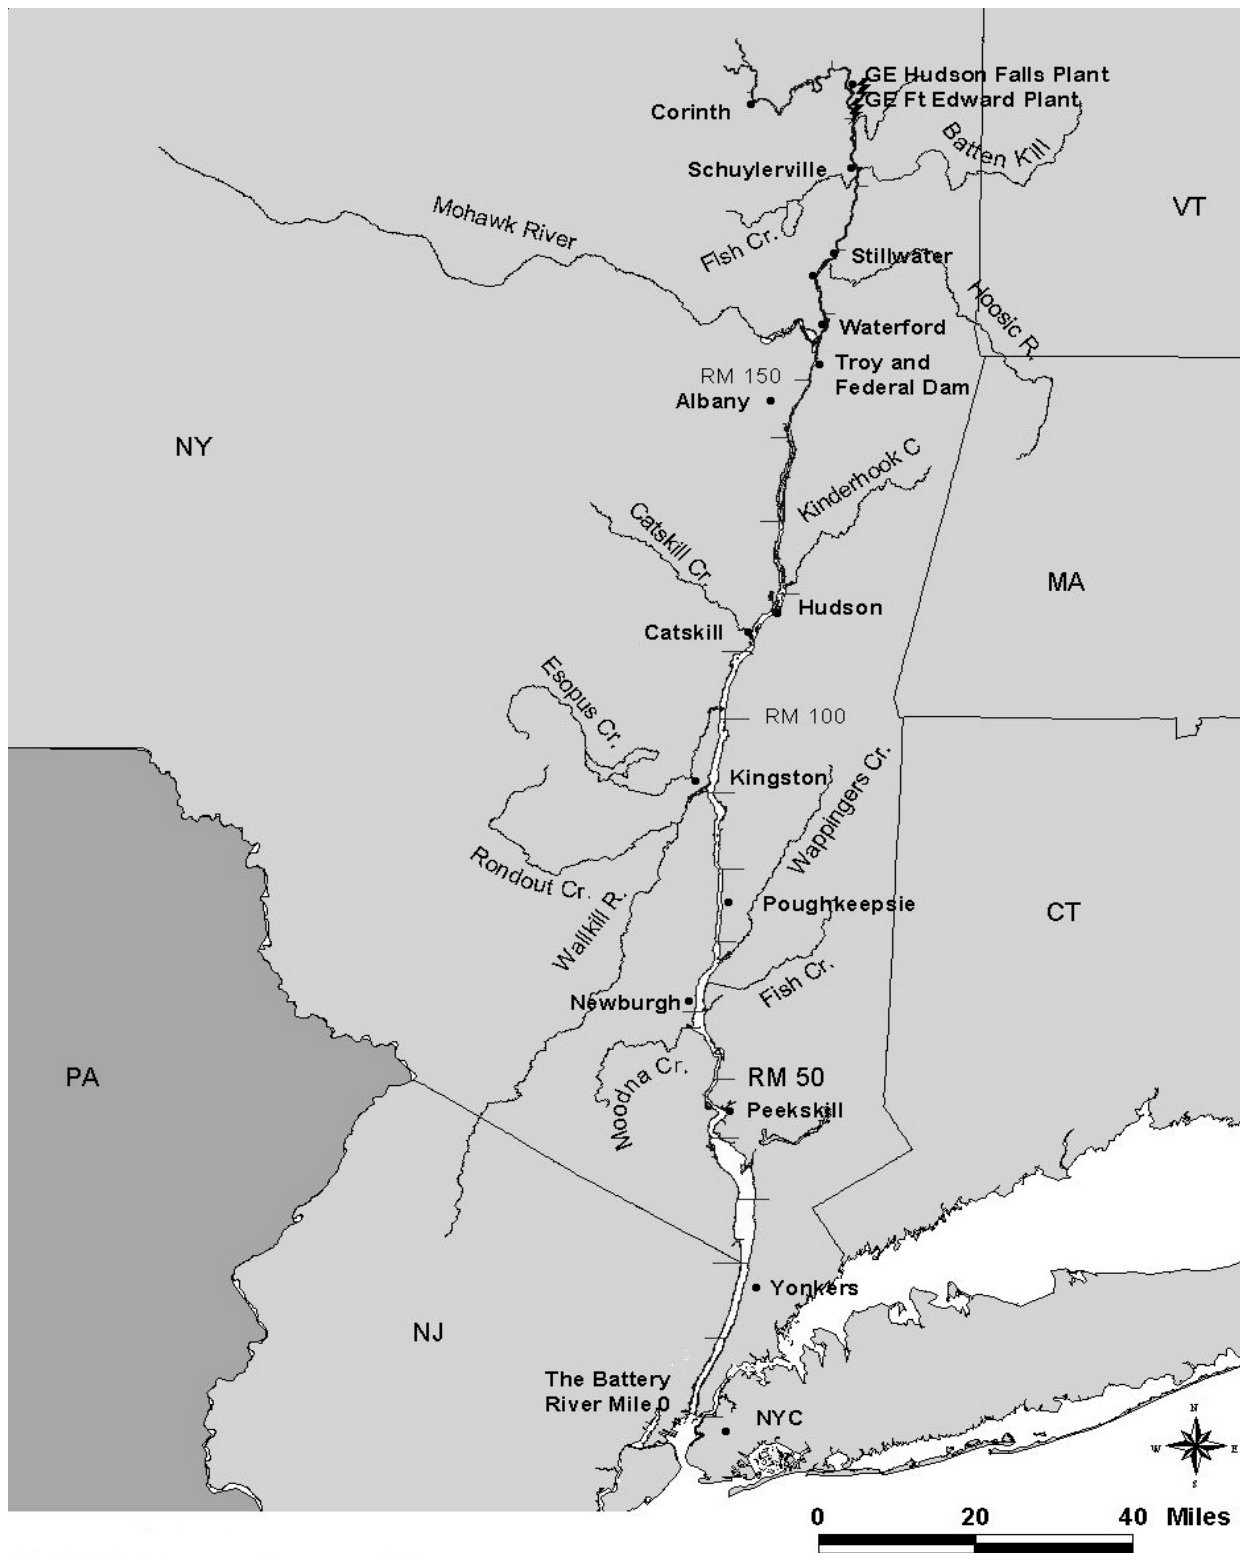 GE Hudson Falls Plant
GE Ft Edward Plant
Corinth
Batten Kill
Schuylerville
VT
Mohawk River
Fish Cr.
Stillwater
Hoosic R.
Waterford
Troy and
Federal Dam
RM 150
Albany
NY
Kinderhook C
Catskill Cr.
MA
Hudson
Catskill
Esopus Cr.
RM 100
Kingston
Wappingers Cr.
Rondout Cr.
Wallkill R.
Poughkeepsie
CT
Fish Cr.
Newburgh
Moodna Cr.
RM 50
PA
Peekskill
Yonkers
NJ
The Battery
River Mile 0
NYC
N
W
E
S
0 20 40 Miles